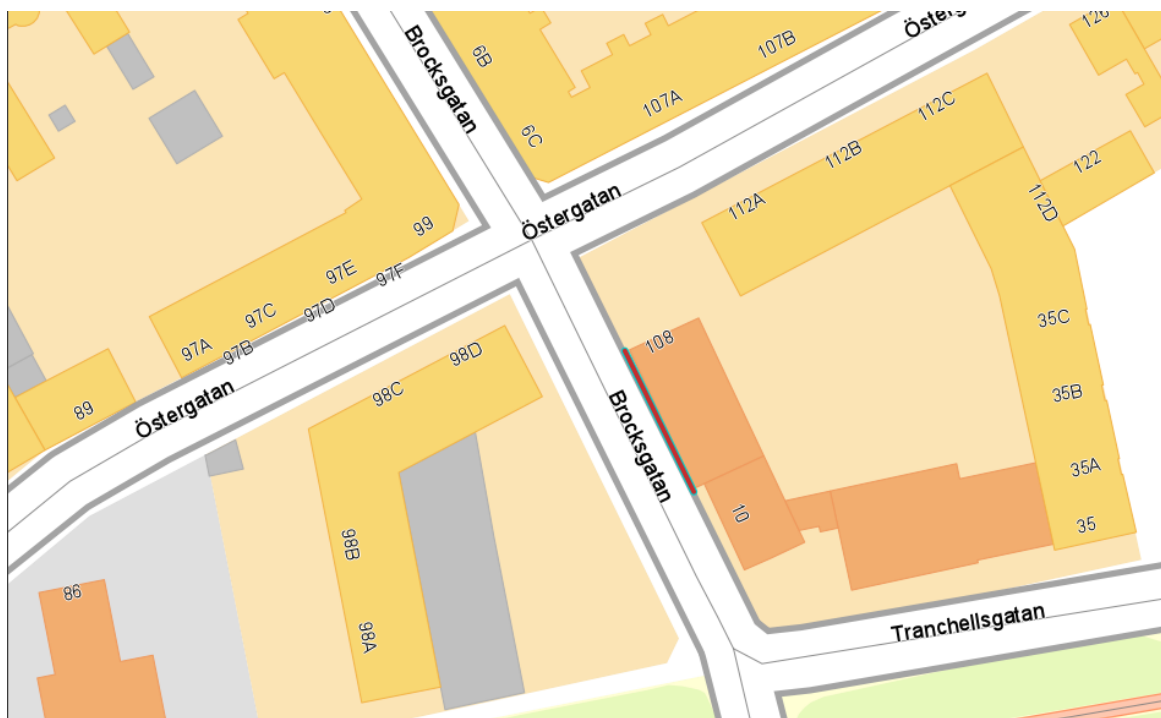 Brocksgatan
6B
6C
107A
107B
Österg
112A
112B
112C
112D
122
99
97F
97E
97D
97C
97B
97A
Östergatan
89
Östergatan
98D
98C
98B
98A
86
108
Brocksgatan
10
35C
35B
35A
35
Tranchellsgatan